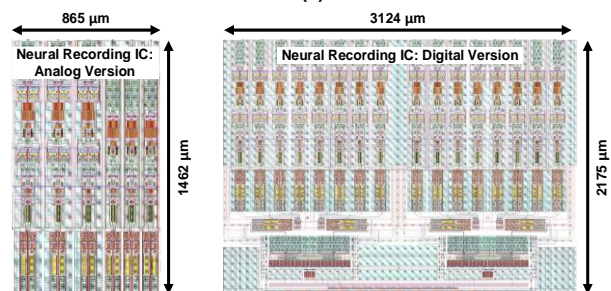 865 µm
3124 µm
Neural Recording IC:
Analog Version
Neural Recording IC: Digital Version
1462 µm
2175 µm